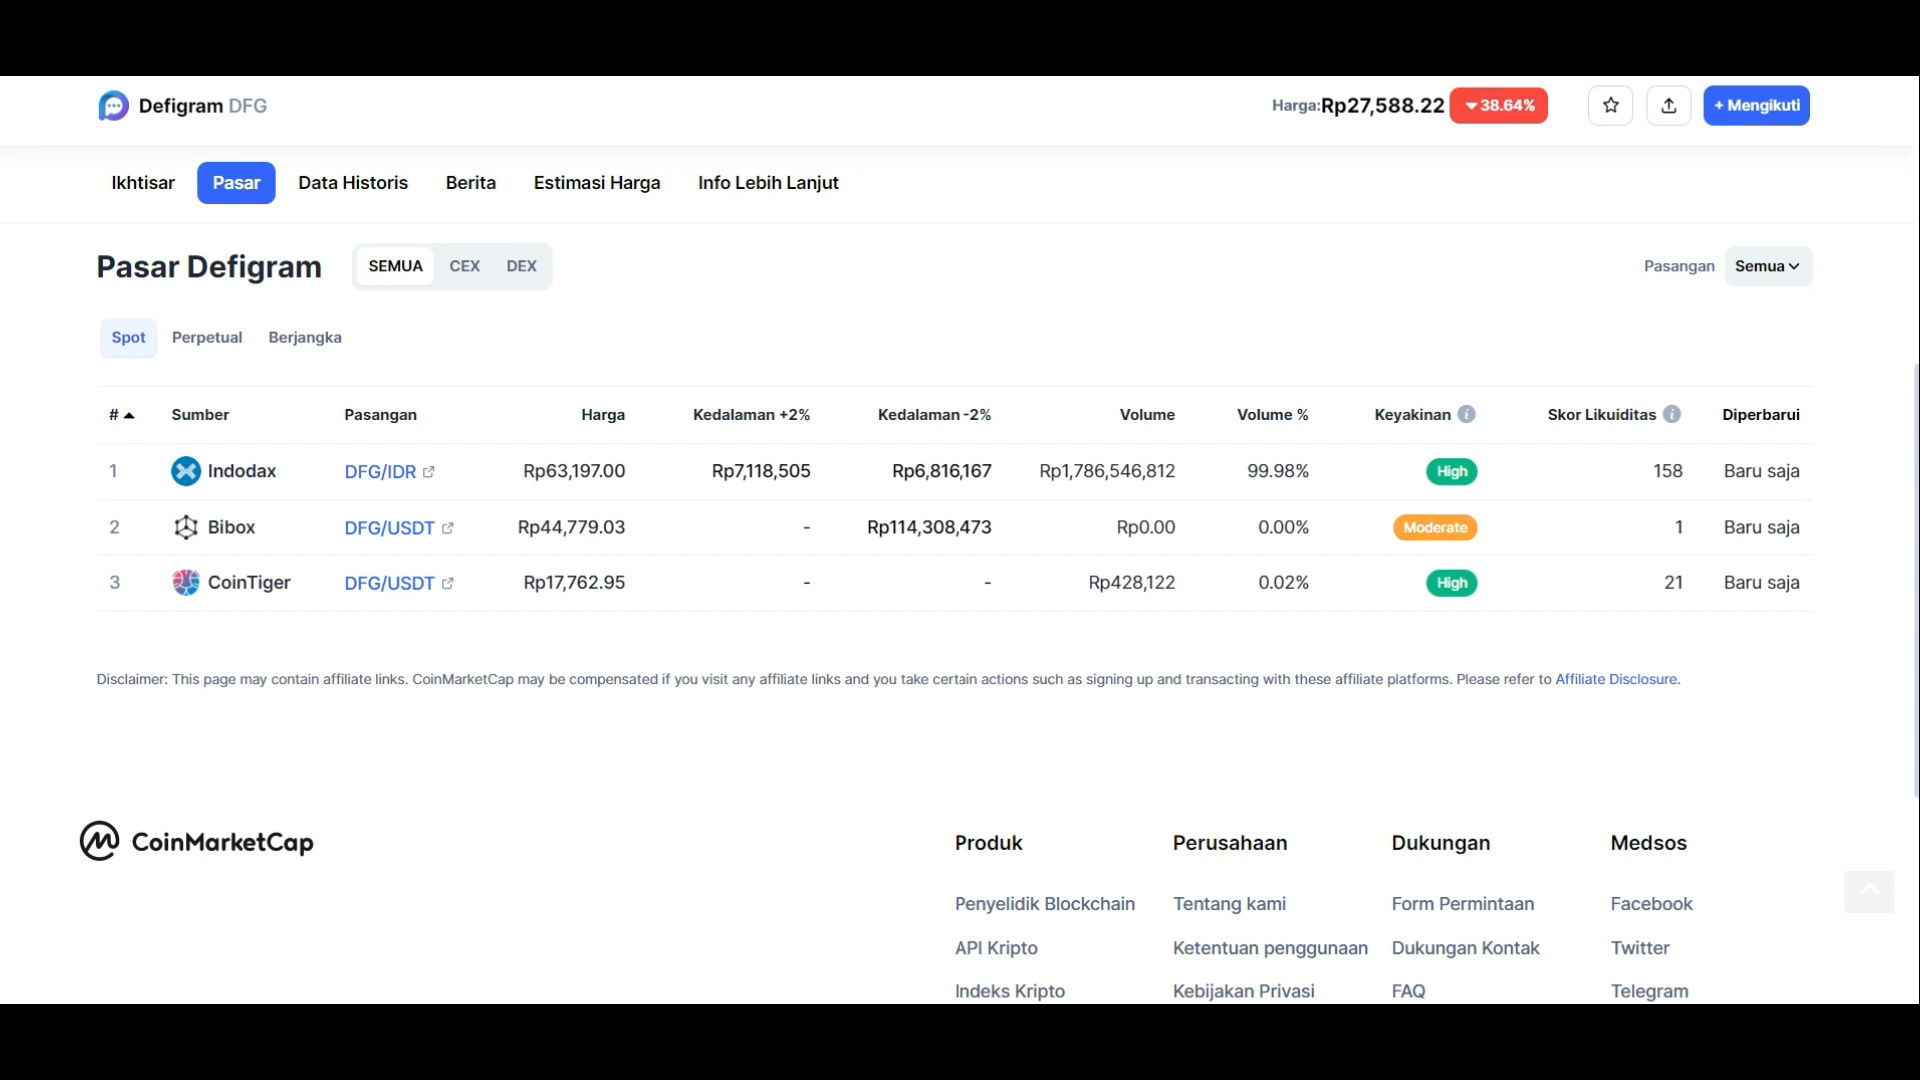 Defigram DFG
Harga:Rp27,588.22 38.64% + Mengikuti
Ikhtisar Pasar Data Historis Berita Estimasi Harga Info Lebih Lanjut
Pasar Defigram SEMUA CEX DEX Pasangan Semua
Spot Perpetual Berjangka
# Sumber Pasangan Harga Kedalaman +2% Kedalaman -2% Volume Volume % Keyakinan Skor Likuiditas Diperbarui
1 Indodax DFG/IDR Rp63,197.00 Rp7,118,505 Rp6,816,167 Rp1,786,546,812 99.98% High 158 Baru saja
2 Bibox DFG/USDT Rp44,779.03 - Rp114,308,473 Rp0.00 0.00% Moderate 1 Baru saja
3 CoinTiger DFG/USDT Rp17,762.95 - - Rp428,122 0.02% High 21 Baru saja
Disclaimer: This page may contain affiliate links. CoinMarketCap may be compensated if you visit any affiliate links and you take certain actions such as signing up and transacting with these affiliate platforms. Please refer to Affiliate Disclosure.
CoinMarketCap
Produk Perusahaan Dukungan Medsos
Penyelidik Blockchain Tentang kami Form Permintaan Facebook
API Kripto Ketentuan penggunaan Dukungan Kontak Twitter
Indeks Kripto Kebijakan Privasi FAQ Telegram